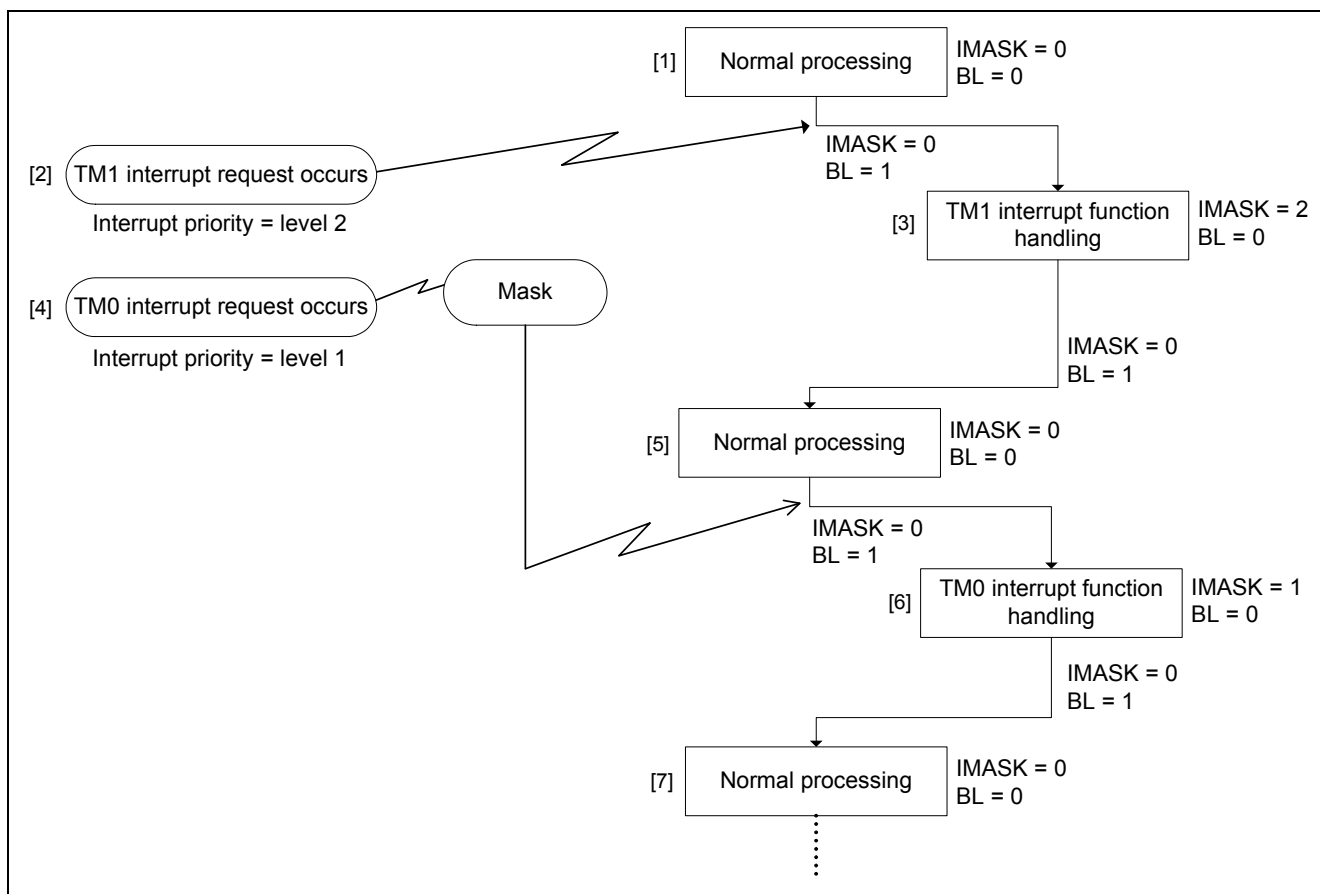 [1]
Normal processing
IMASK = 0
BL = 0
IMASK = 0
BL = 1
[2]
TM1 interrupt request occurs
Interrupt priority = level 2
[3]
TM1 interrupt function
handling
IMASK = 2
BL = 0
[4]
TM0 interrupt request occurs
Interrupt priority = level 1
Mask
IMASK = 0
BL = 1
[5]
Normal processing
IMASK = 0
BL = 0
IMASK = 0
BL = 1
[6]
TM0 interrupt function
handling
IMASK = 1
BL = 0
IMASK = 0
BL = 1
[7]
Normal processing
IMASK = 0
BL = 0